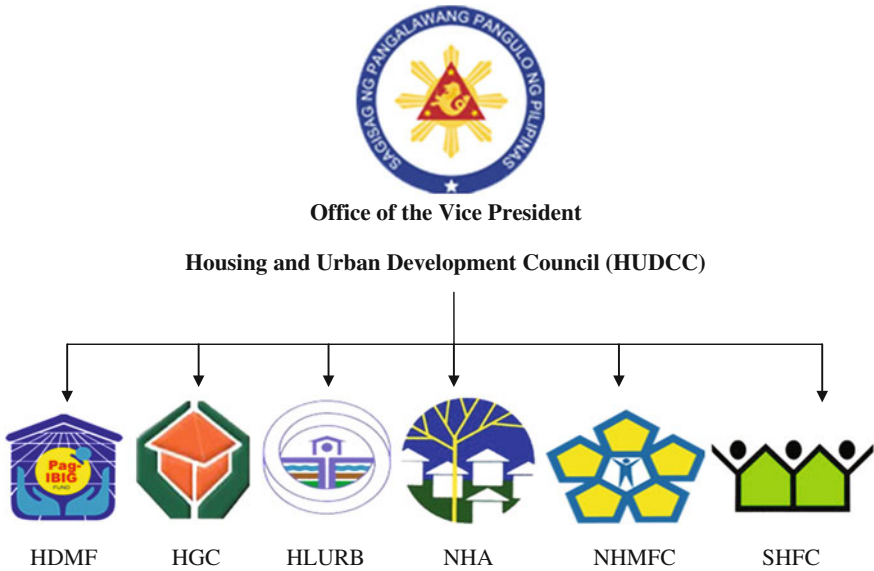 SAGISAG NG PANGALAWANG PANGULO NG PILIPINAS
Office of the Vice President
Housing and Urban Development Council (HUDCC)
Pag-
IBIG
FUND
HDMF HGC HLURB NHA NHMFC SHFC